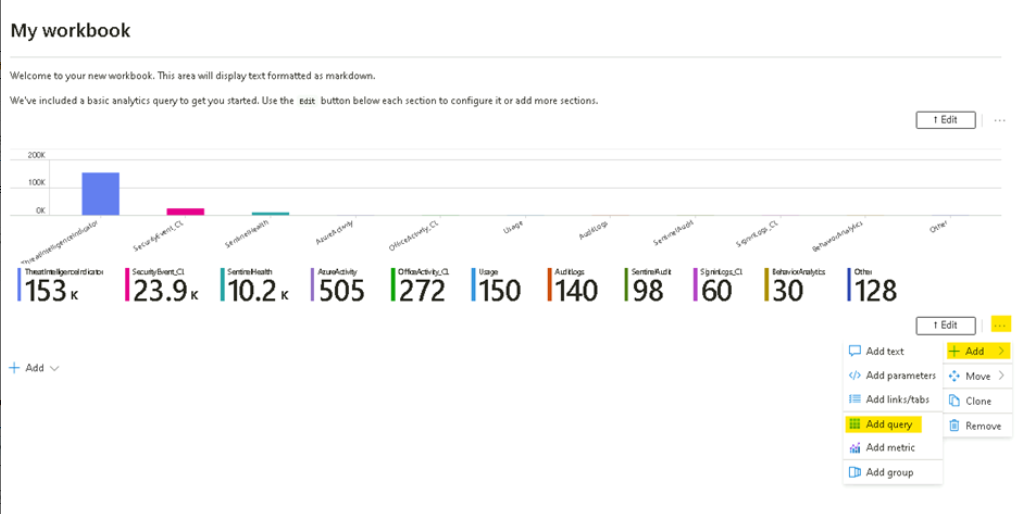 My workbook
Welcome to your new workbook. This area will display text formatted as markdown.
We've included a basic analytics query to get you started. Use the Edit button below each section to configure it or add more sections.
↑ Edit ...
200K
100K
0K
ThreatIntelligenceIndicator SecurityEvent_CL SentinelHealth AzureActivity OfficeActivity_CL Usage AuditLogs SentinelAudit SigninLogs_CL BehaviorAnalytics Other
ThreatIntelligenceIndicator SecurityEvent_CL SentinelHealth AzureActivity OfficeActivity_CL Usage AuditLogs SentinelAudit SigninLogs_CL BehaviorAnalytics Other
153 K 23.9 K 10.2 K 505 272 150 140 98 60 30 128
↑ Edit ...
+ Add
Add text
Add parameters
Add links/tabs
Add query
Add metric
Add group
+ Add >
Move >
Clone
Remove